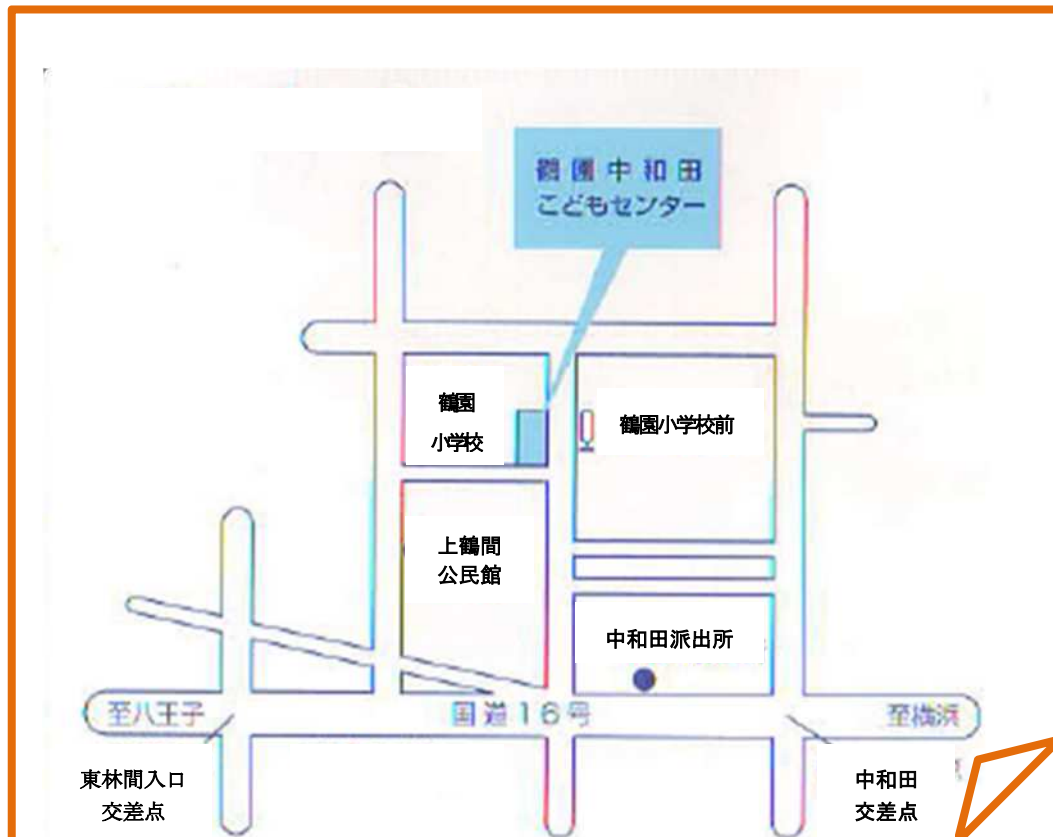 鶴園中和田
こどもセンター
鶴園
小学校
鶴園小学校前
上鶴間
公民館
中和田派出所
至八王子
国道16号
至横浜
東林間入口
交差点
中和田
交差点